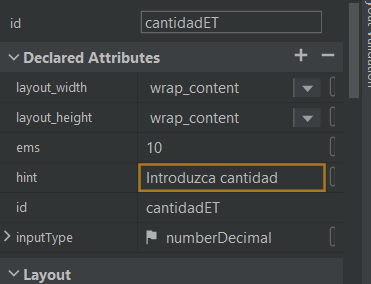 id cantidadET
Declared Attributes + −
layout_width wrap_content
layout_height wrap_content
ems 10
hint Introduzca cantidad
id cantidadET
inputType numberDecimal
Layout